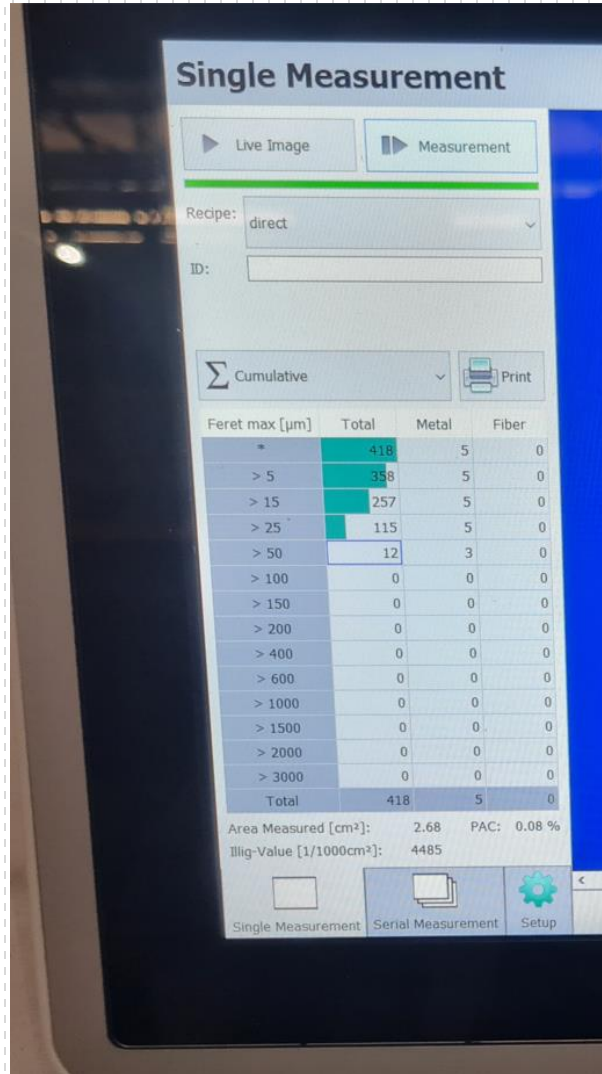 Single Measurement
Live Image Measurement
Recipe: direct
ID:
Σ Cumulative Print
Feret max [µm] Total Metal Fiber
* 418 5 0
> 5 358 5 0
> 15 257 5 0
> 25 115 5 0
> 50 12 3 0
> 100 0 0 0
> 150 0 0 0
> 200 0 0 0
> 400 0 0 0
> 600 0 0 0
> 1000 0 0 0
> 1500 0 0 0
> 2000 0 0 0
> 3000 0 0 0
Total 418 5 0
Area Measured [cm²]: 2.68 PAC: 0.08 %
Illig-Value [1/1000cm²]: 4485
Single Measurement Serial Measurement Setup